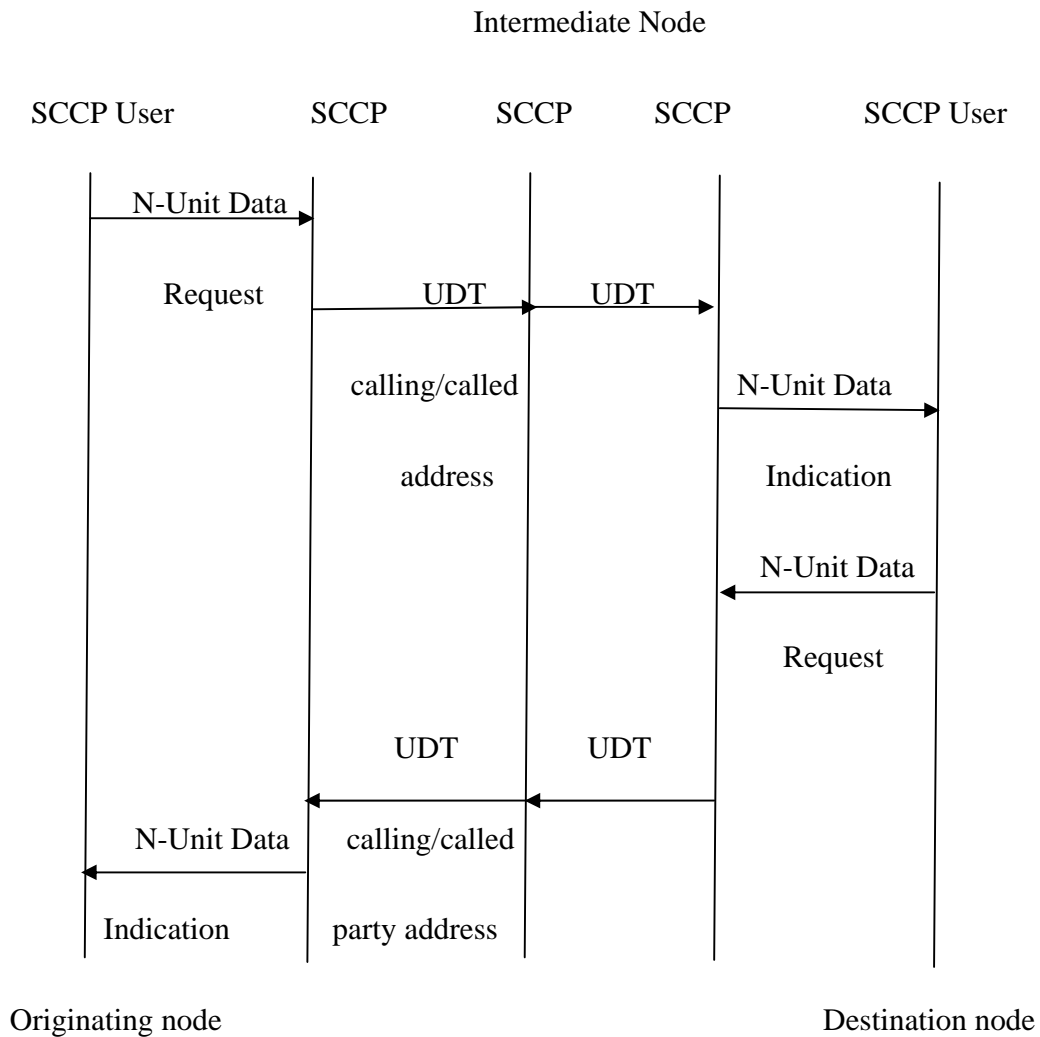 Intermediate Node
SCCP User SCCP SCCP SCCP SCCP User
N-Unit Data
Request UDT UDT
calling/called N-Unit Data
address Indication
N-Unit Data
Request
UDT UDT
N-Unit Data calling/called
Indication party address
Originating node Destination node